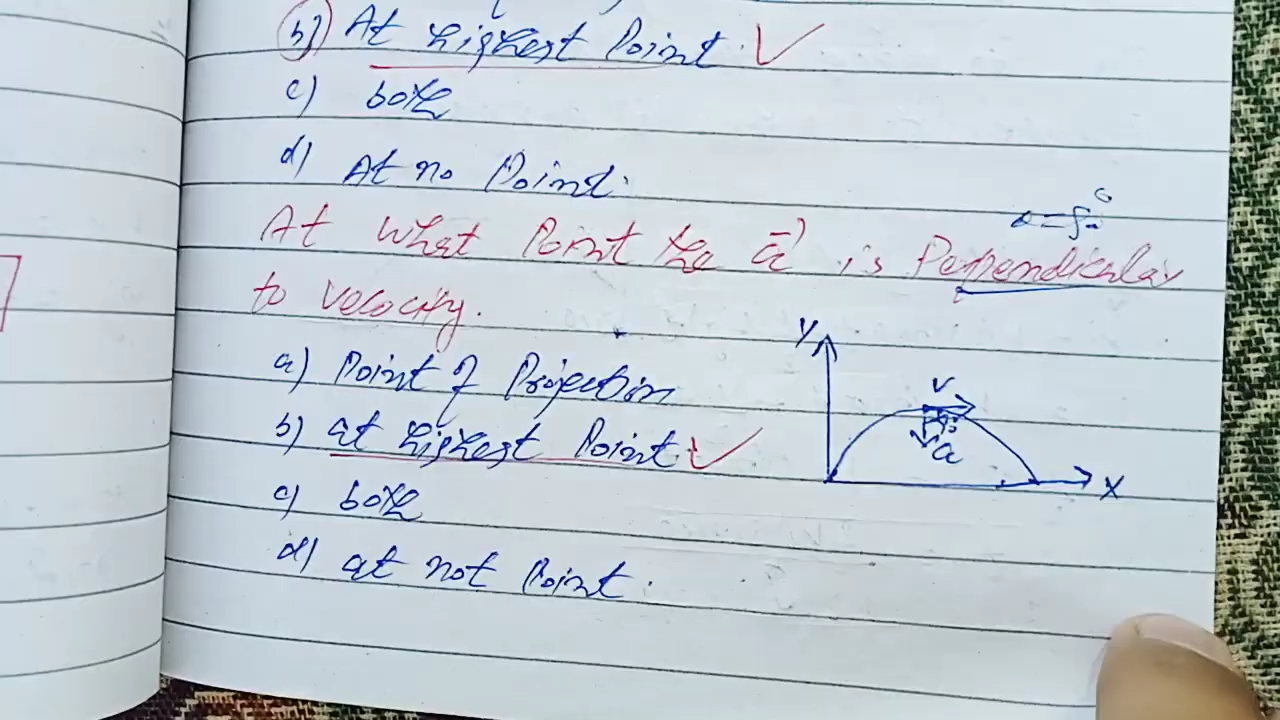 b) At highest Point.
c) both
d) At no Point.
At what Point the a is Perpendicular
to velocity.
a) Point of Projection
b) at highest Point.
c) both
d) at not Point.
Y
V
a
X